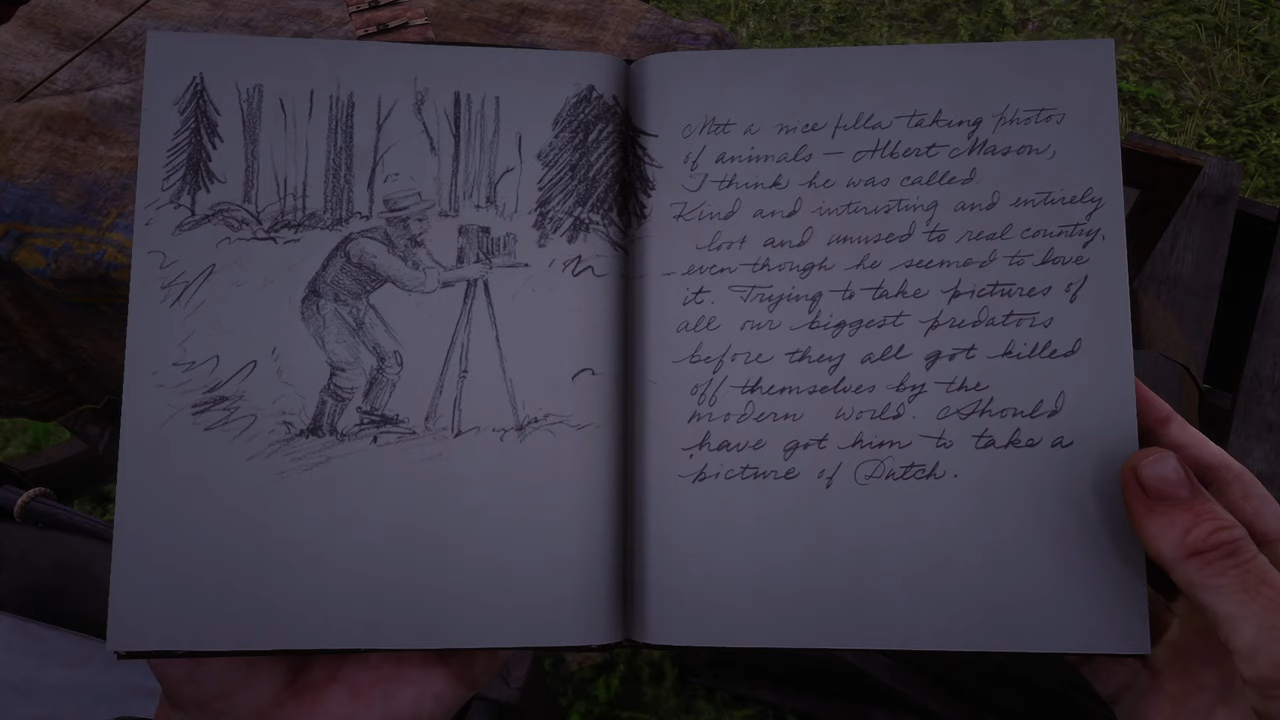 Met a nice fella taking photos
of animals – Albert Mason,
I think he was called.
Kind and interesting and entirely
lost and unused to real country,
even though he seemed to love
it. Trying to take pictures of
all our biggest predators
before they all got killed
off themselves by the
modern world. Should
have got him to take a
picture of Dutch.